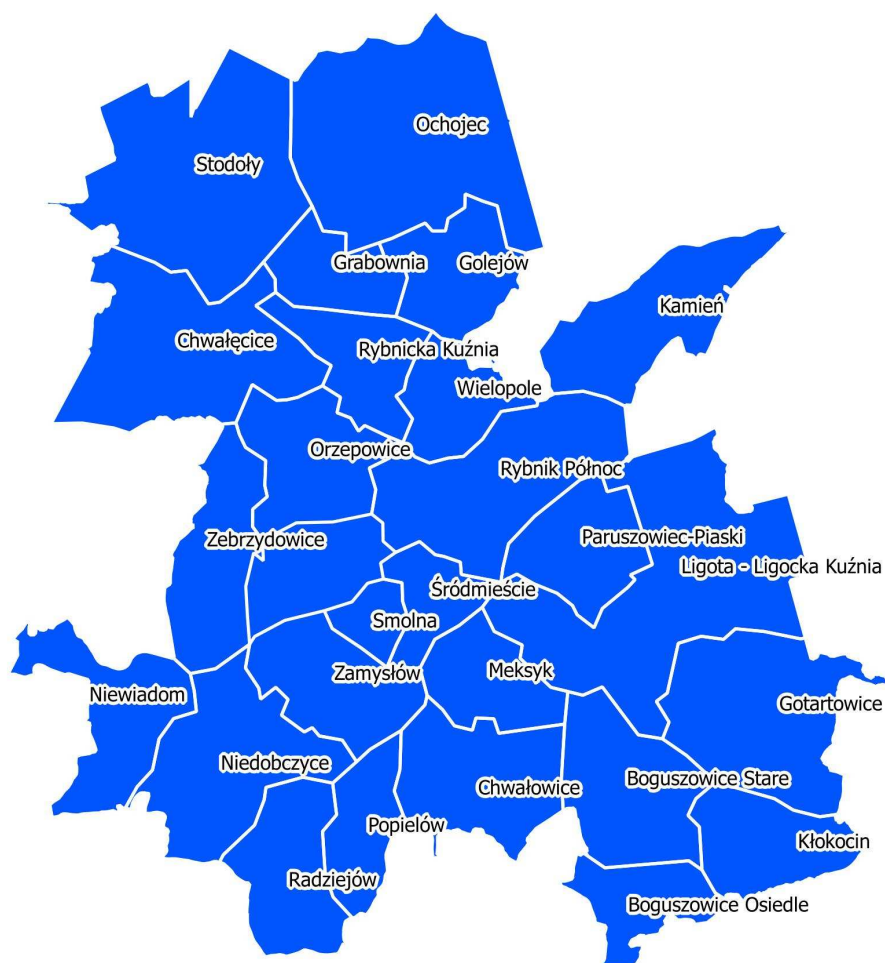 Ochojec
Stodoły
Grabownia
Golejów
Kamień
Chwałęcice
Rybnicka Kuźnia
Wielopole
Orzepowice
Rybnik Północ
Zebrzydowice
Paruszowiec-Piaski
Ligota - Ligocka Kuźnia
Śródmieście
Smolna
Zamysłów
Meksyk
Niewiadom
Gotartowice
Niedobczyce
Chwałowice
Boguszowice Stare
Popielów
Kłokocin
Radziejów
Boguszowice Osiedle